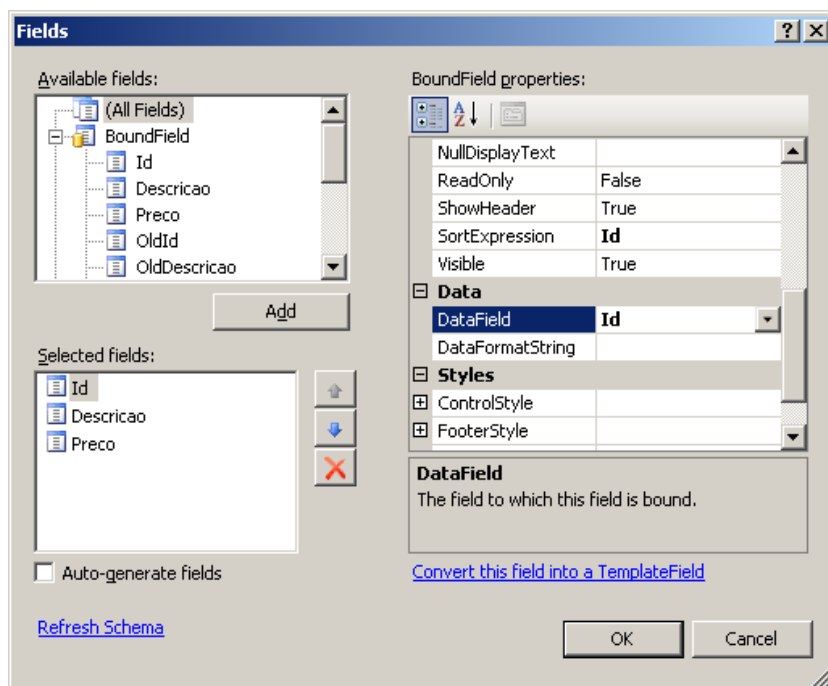 Fields
Available fields:
(All Fields)
BoundField
Id
Descricao
Preco
OldId
OldDescricao
Add
Selected fields:
Id
Descricao
Preco
Auto-generate fields
Refresh Schema
BoundField properties:
NullDisplayText
ReadOnly False
ShowHeader True
SortExpression Id
Visible True
Data
DataField Id
DataFormatString
Styles
ControlStyle
FooterStyle
DataField
The field to which this field is bound.
Convert this field into a TemplateField
OK Cancel